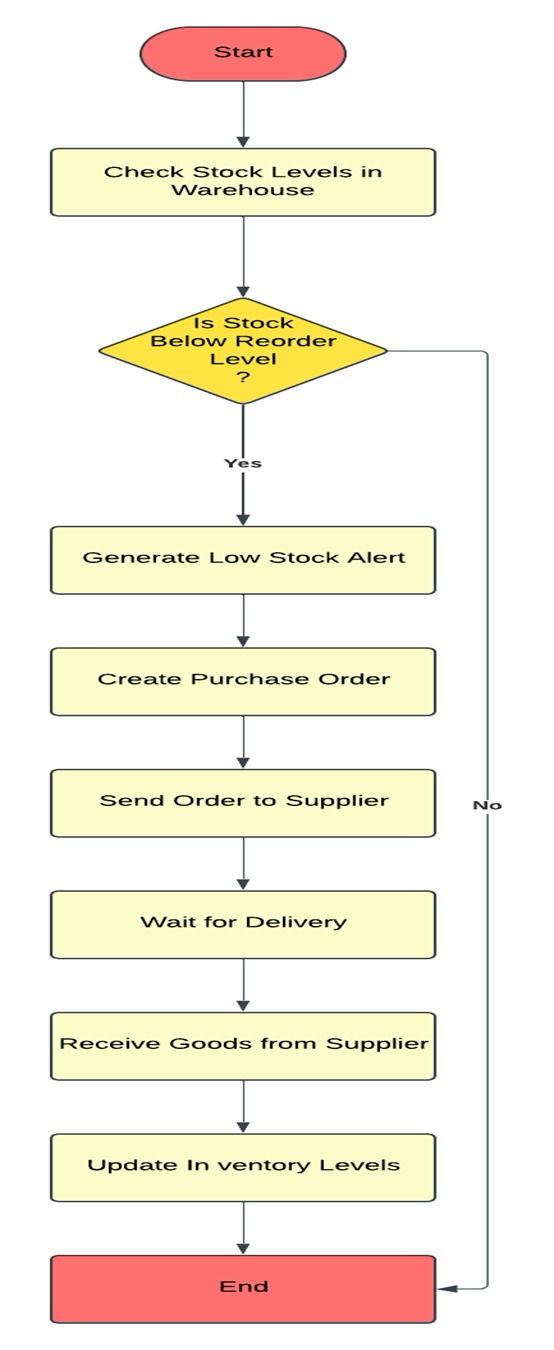 Start
Check Stock Levels in
Warehouse
Is Stock
Below Reorder
Level
?
Yes
Generate Low Stock Alert
Create Purchase Order
Send Order to Supplier
No
Wait for Delivery
Receive Goods from Supplier
Update In ventory Levels
End